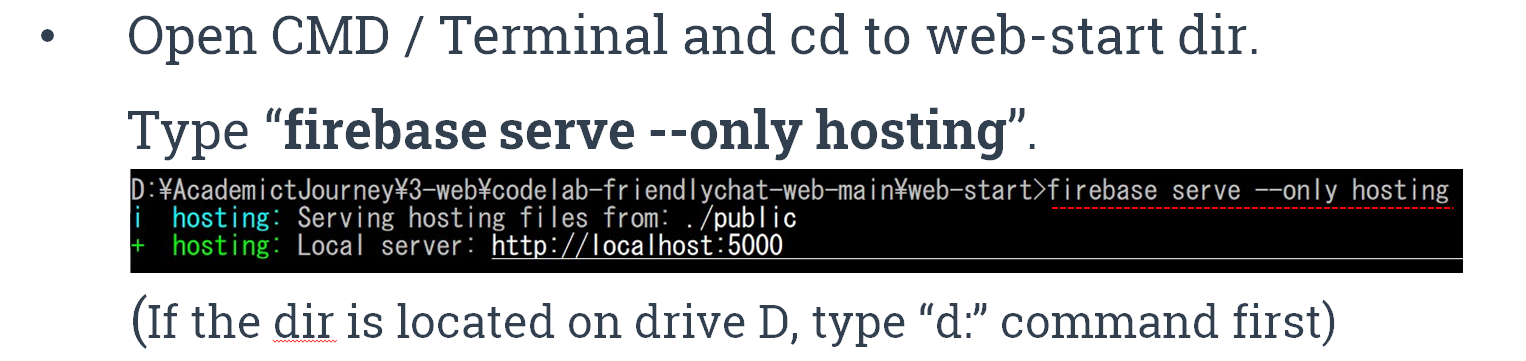 • Open CMD / Terminal and cd to web-start dir.
Type “firebase serve --only hosting”.
D:¥AcademictJourney¥3-web¥codelab-friendlychat-web-main¥web-start>firebase serve --only hosting
i hosting: Serving hosting files from: ./public
+ hosting: Local server: http://localhost:5000
(If the dir is located on drive D, type “d:” command first)